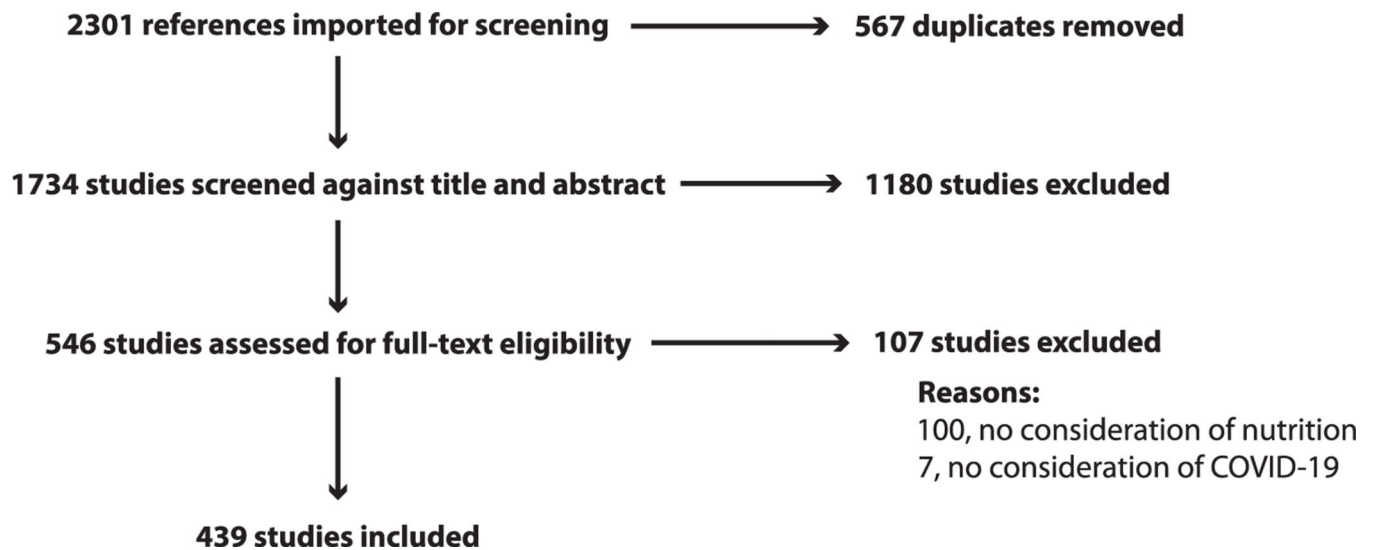 2301 references imported for screening
567 duplicates removed
1734 studies screened against title and abstract
1180 studies excluded
546 studies assessed for full-text eligibility
107 studies excluded
Reasons:
100, no consideration of nutrition
7, no consideration of COVID-19
439 studies included